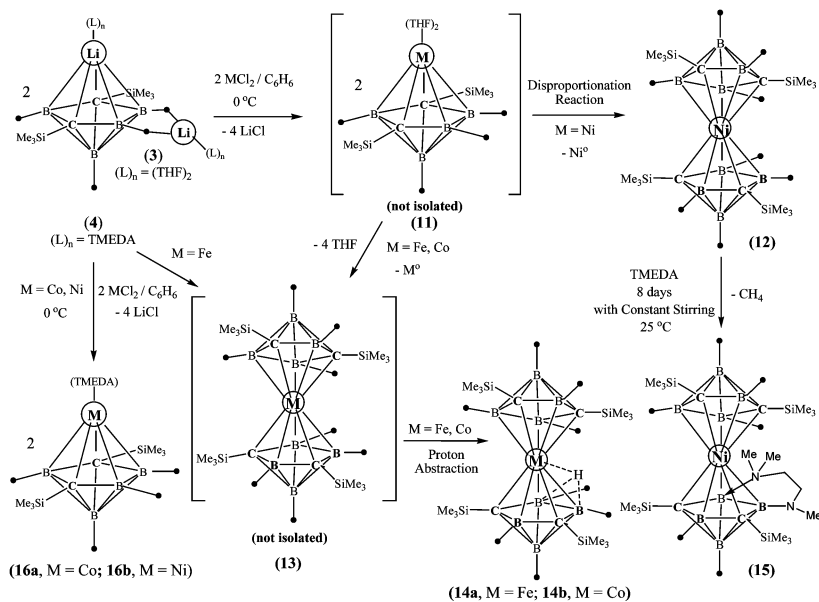 (L)n
Li
2
B
C
SiMe3
B
B
C
B
Me3Si
B
Li
(L)n
(3)
(L)n = (THF)2
(4)
(L)n = TMEDA
2 MCl2 / C6H6
0 °C
- 4 LiCl
(THF)2
M
2
C
SiMe3
B
B
C
B
Me3Si
B
(not isolated)
(11)
Disproportionation
Reaction
M = Ni
- Ni°
B
Me3Si
C
B
B
C
SiMe3
B
Ni
B
Me3Si
C
B
B
C
SiMe3
B
(12)
M = Fe
- 4 THF
M = Fe, Co
- M°
M = Co, Ni
0 °C
2 MCl2 / C6H6
- 4 LiCl
(TMEDA)
M
2
C
SiMe3
B
B
C
B
Me3Si
B
(16a, M = Co; 16b, M = Ni)
B
Me3Si
C
B
B
C
SiMe3
B
M
B
Me3Si
C
B
B
C
SiMe3
B
(not isolated)
(13)
M = Fe, Co
Proton
Abstraction
B
Me3Si
C
B
B
C
SiMe3
B
M
H
B
Me3Si
C
B
B
C
SiMe3
B
(14a, M = Fe; 14b, M = Co)
TMEDA
8 days
with Constant Stirring
25 °C
- CH4
B
Me3Si
C
B
B
C
SiMe3
B
Ni
Me
Me
N
B
Me3Si
C
B
B
N
Me
C
SiMe3
B
(15)